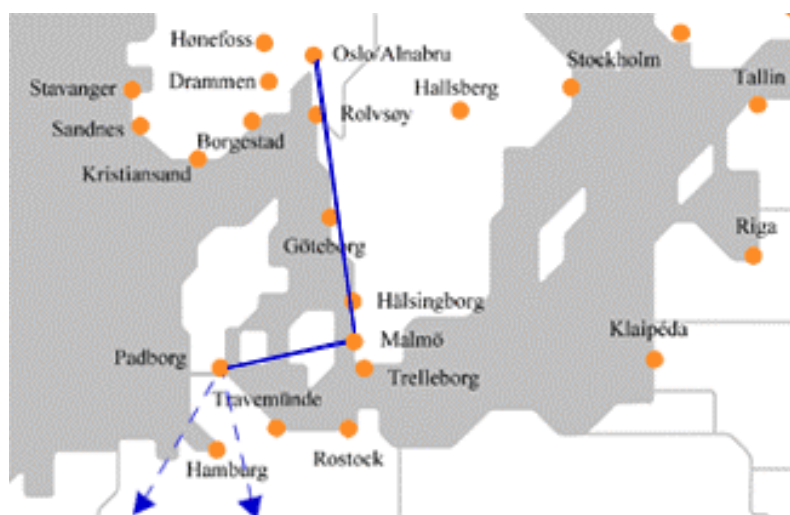 Hønefoss
Oslo/Alnabru
Stockholm
Stavanger
Drammen
Hallsberg
Tallin
Rolvsøy
Sandnes
Borgestad
Kristiansand
Göteborg
Riga
Hälsingborg
Malmö
Klaipéda
Padborg
Trelleborg
Travemünde
Hamburg
Rostock